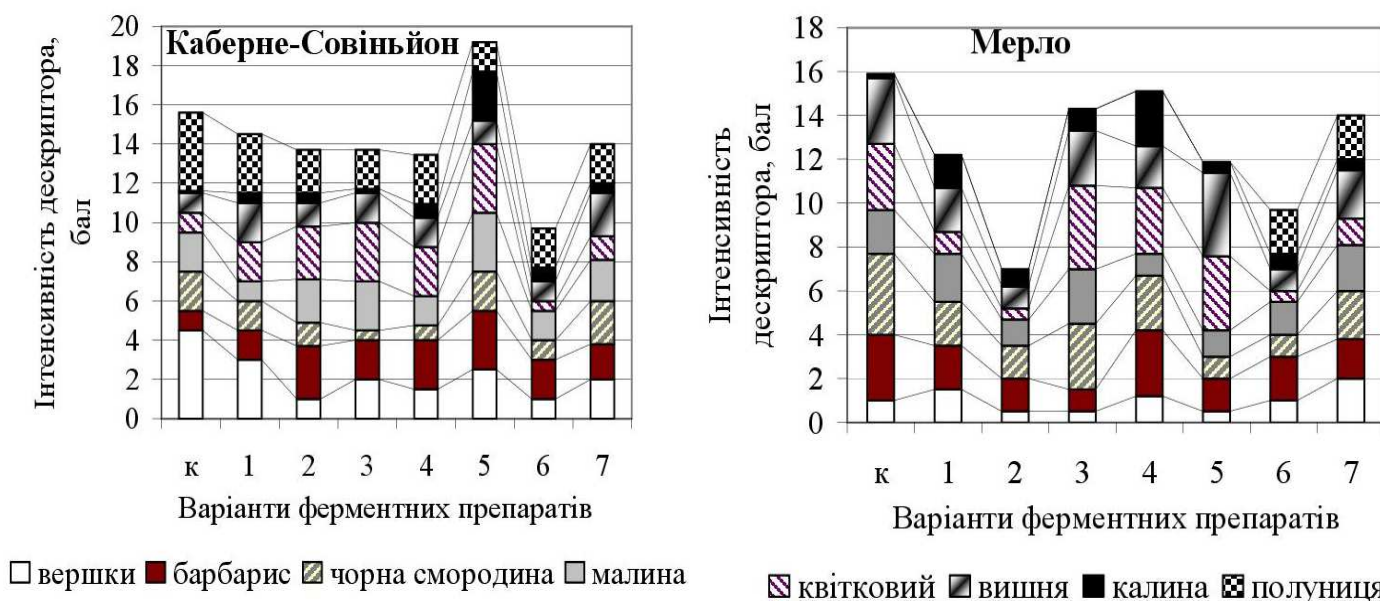 Каберне-Совіньйон
Інтенсивність дескриптора,
бал
20
18
16
14
12
10
8
6
4
2
0
к 1 2 3 4 5 6 7
Варіанти ферментних препаратів
вершки барбарис чорна смородина малина
Мерло
Інтенсивність
дескриптора, бал
18
16
14
12
10
8
6
4
2
0
к 1 2 3 4 5 6 7
Варіанти ферментних препаратів
квітковий вишня калина полуниця